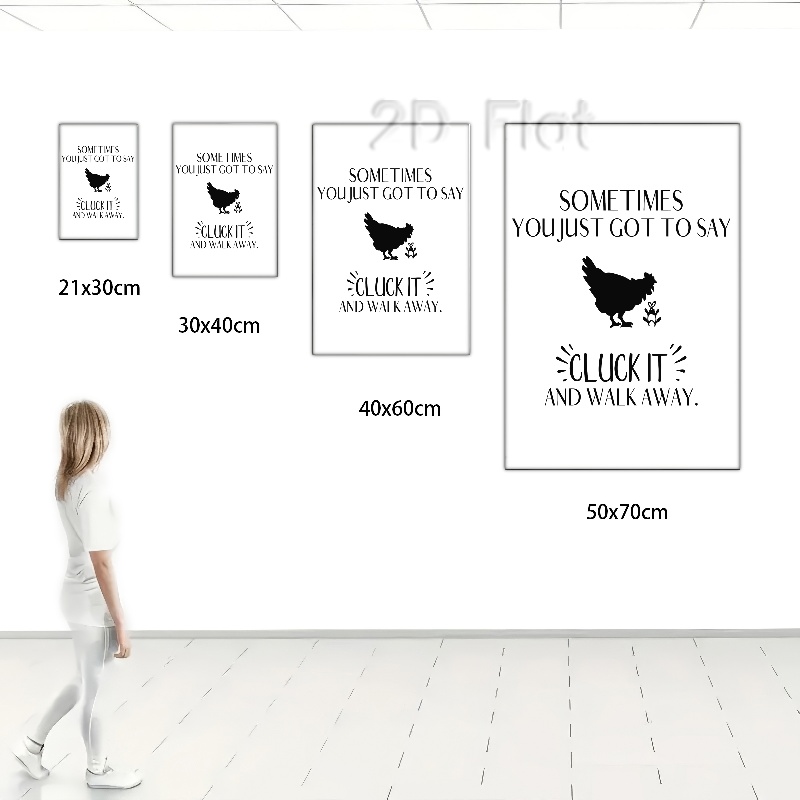 2D Flat
SOMETIMES
YOU JUST GOT TO SAY
CLUCK IT
AND WALK AWAY.
21x30cm
SOMETIMES
YOU JUST GOT TO SAY
CLUCK IT
AND WALK AWAY.
30x40cm
SOMETIMES
YOU JUST GOT TO SAY
CLUCK IT
AND WALK AWAY.
40x60cm
SOMETIMES
YOU JUST GOT TO SAY
CLUCK IT
AND WALK AWAY.
50x70cm